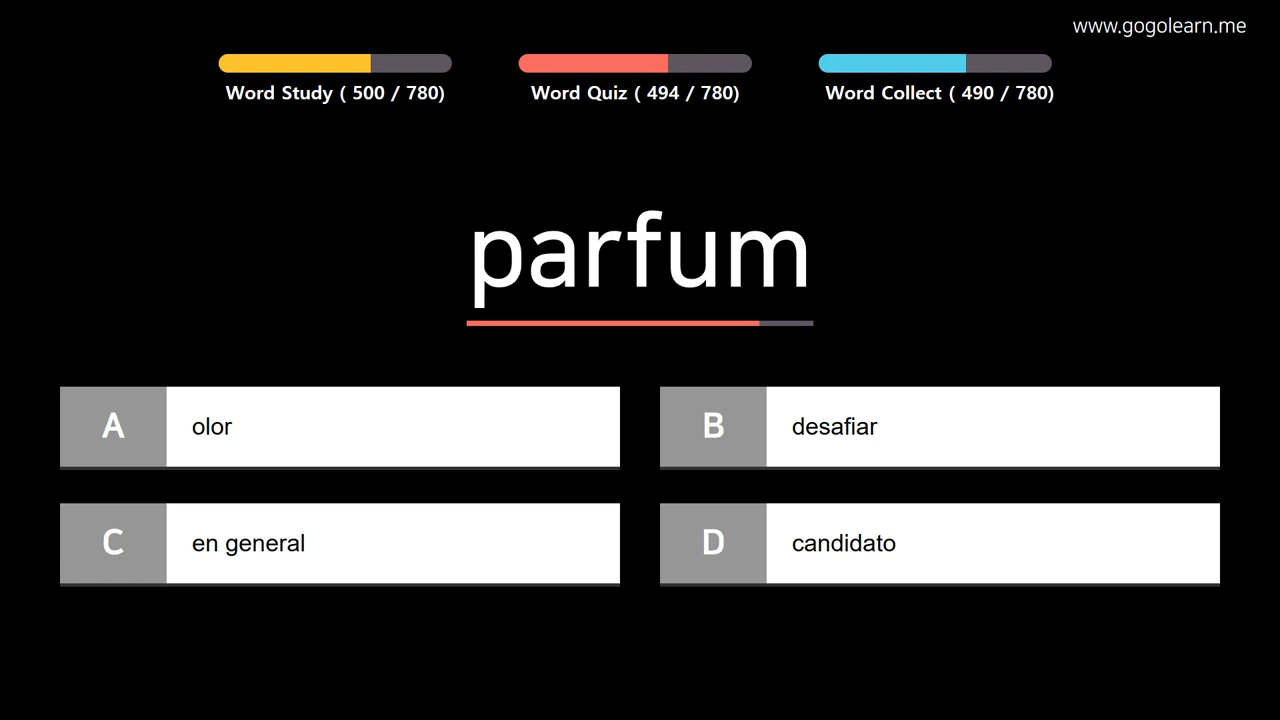 www.gogolearn.me
Word Study ( 500 / 780)
Word Quiz ( 494 / 780)
Word Collect ( 490 / 780)
parfum
A olor
B desafiar
C en general
D candidato